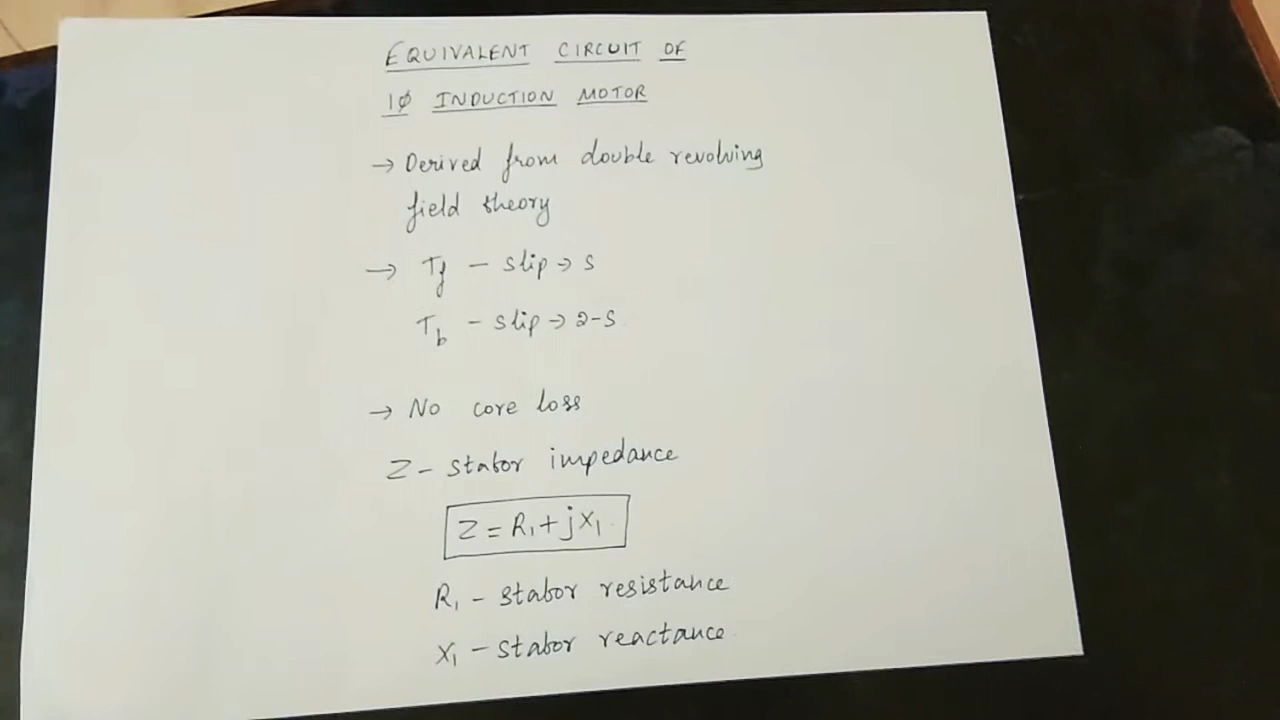 EQUIVALENT CIRCUIT OF
1φ INDUCTION MOTOR
→ Derived from double revolving
field theory
→ Tf – slip → s
Tb – slip → 2-s
→ No core loss
Z – stator impedance
Z = R1 + jX1
R1 – stator resistance
X1 – stator reactance